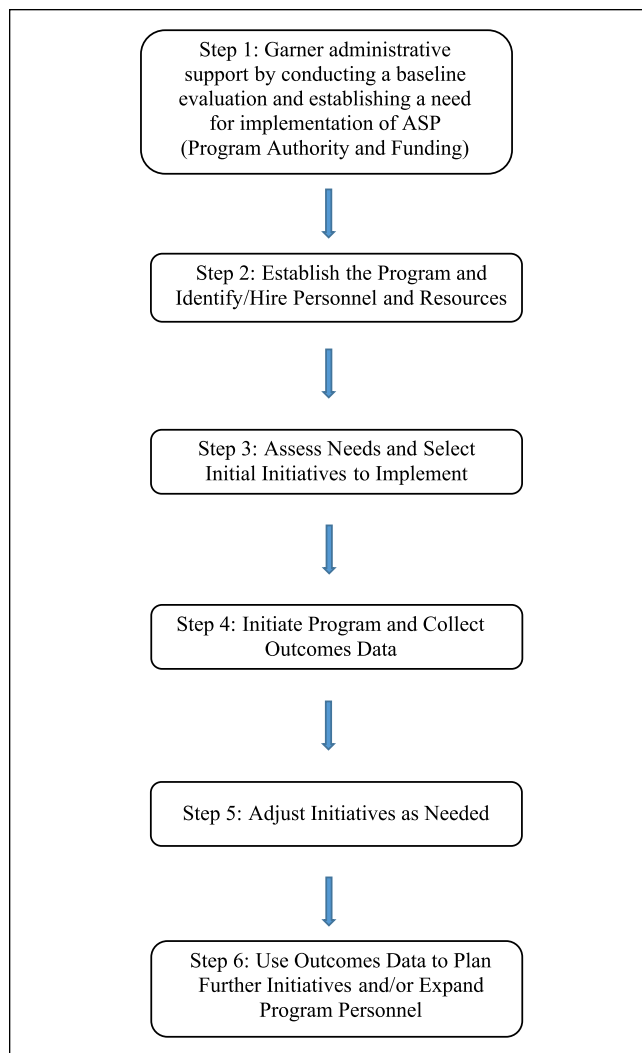 Step 1: Garner administrative
support by conducting a baseline
evaluation and establishing a need
for implementation of ASP
(Program Authority and Funding)
Step 2: Establish the Program and
Identify/Hire Personnel and Resources
Step 3: Assess Needs and Select
Initial Initiatives to Implement
Step 4: Initiate Program and Collect
Outcomes Data
Step 5: Adjust Initiatives as Needed
Step 6: Use Outcomes Data to Plan
Further Initiatives and/or Expand
Program Personnel